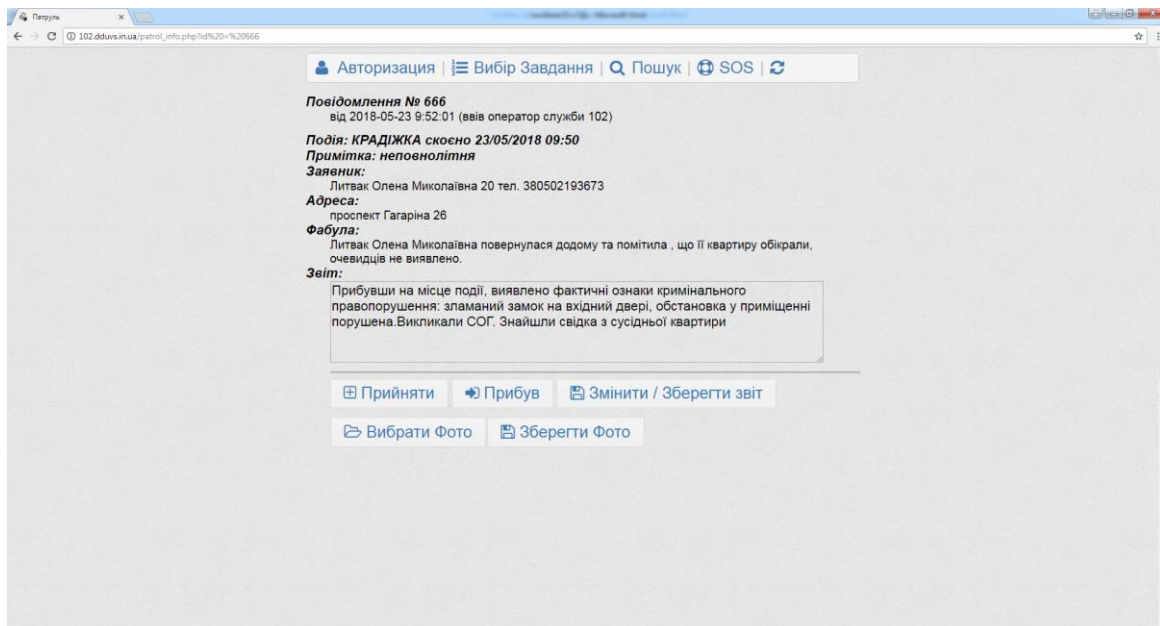 Патруль
102.dduvs.in.ua/patrol_info.php?id%20=%20666
Авторизация | Вибір Завдання | Пошук | SOS |
Повідомлення № 666
від 2018-05-23 9:52:01 (ввів оператор служби 102)
Подія: КРАДІЖКА скоєно 23/05/2018 09:50
Примітка: неповнолітня
Заявник:
Литвак Олена Миколаївна 20 тел. 380502193673
Адреса:
проспект Гагаріна 26
Фабула:
Литвак Олена Миколаївна повернулася додому та помітила , що її квартиру обікрали,
очевидців не виявлено.
Звіт:
Прибувши на місце події, виявлено фактичні ознаки кримінального
правопорушення: зламаний замок на вхідний двері, обстановка у приміщенні
порушена.Викликали СОГ. Знайшли свідка з сусідньої квартири
Прийняти Прибув Змінити / Зберегти звіт
Вибрати Фото Зберегти Фото